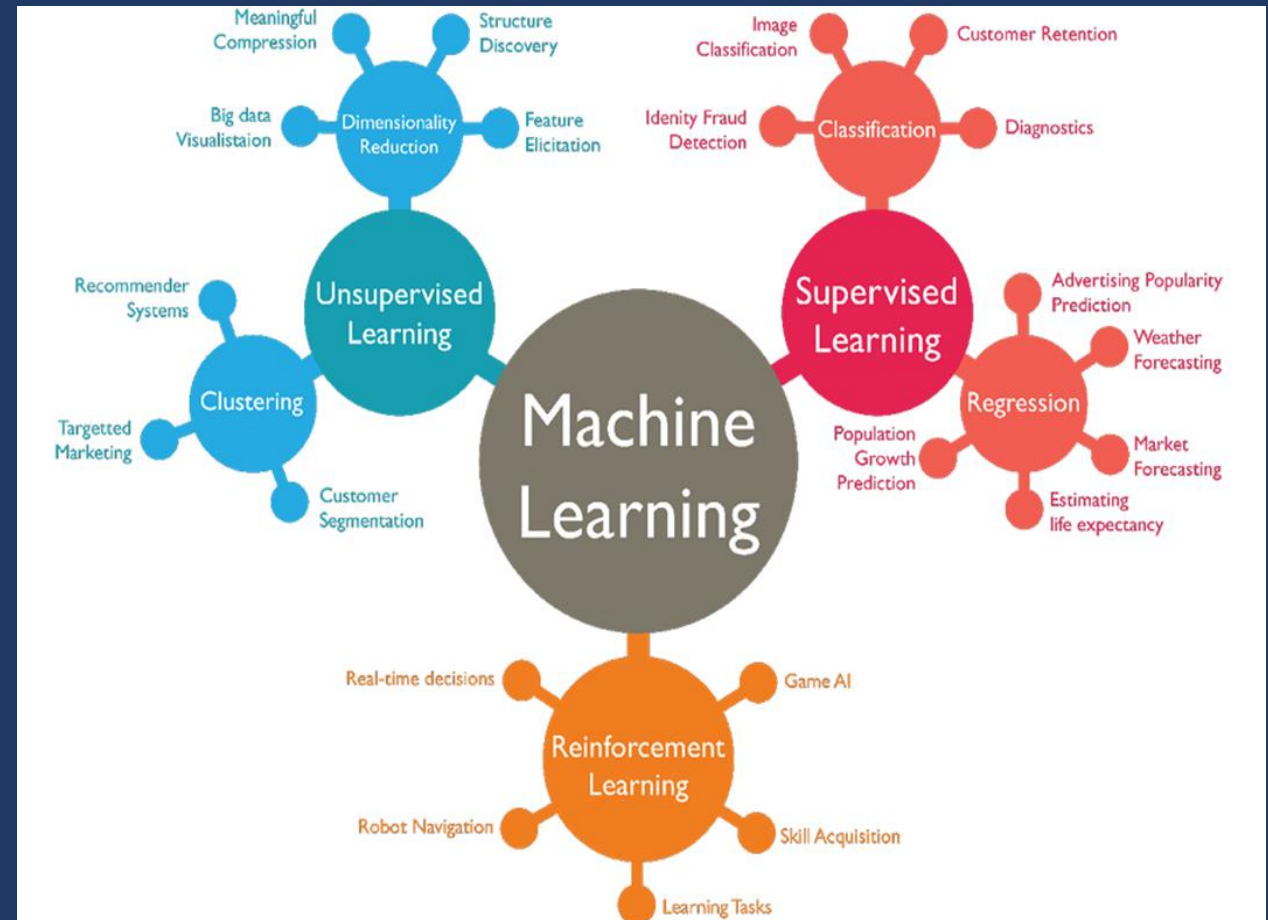 Meaningful
Compression
Structure
Discovery
Big data
Visualistaion
Dimensionality
Reduction
Feature
Elicitation
Unsupervised
Learning
Recommender
Systems
Clustering
Targetted
Marketing
Customer
Segmentation
Image
Classification
Customer Retention
Idenity Fraud
Detection
Classification
Diagnostics
Supervised
Learning
Advertising Popularity
Prediction
Weather
Forecasting
Regression
Population
Growth
Prediction
Market
Forecasting
Estimating
life expectancy
Machine
Learning
Real-time decisions
Game AI
Reinforcement
Learning
Robot Navigation
Skill Acquisition
Learning Tasks